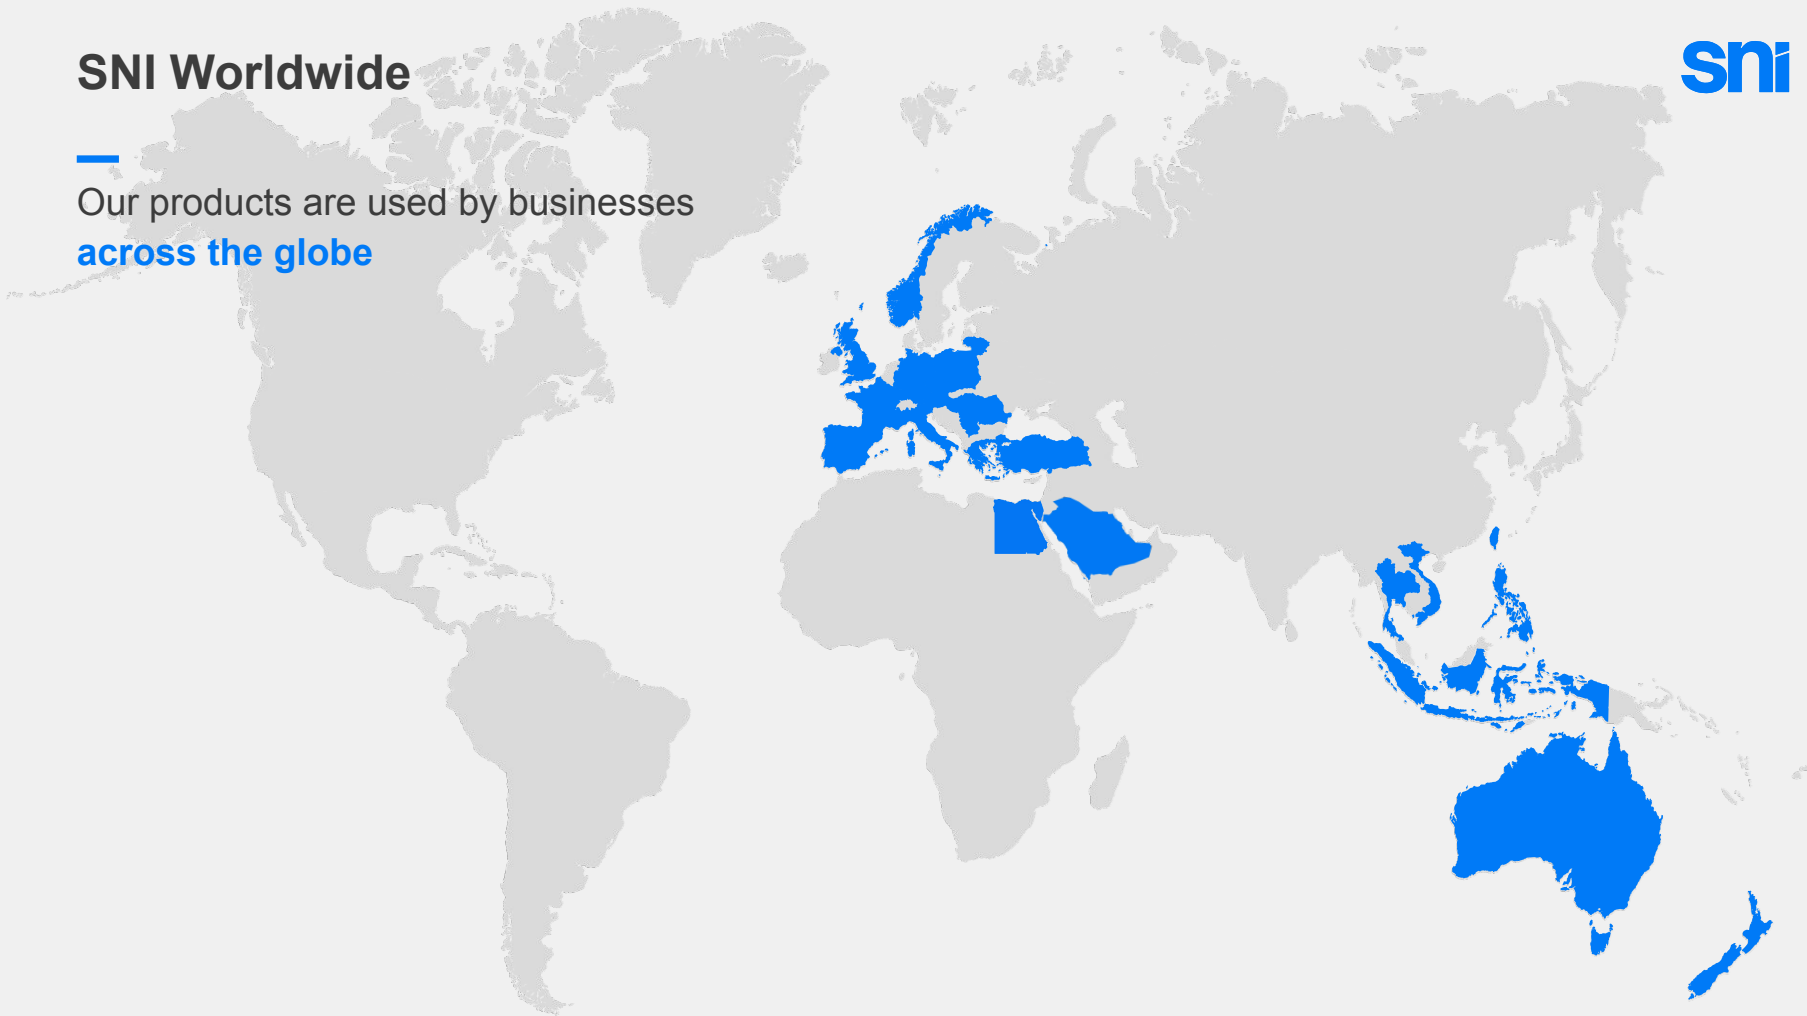 SNI Worldwide
sni
Our products are used by businesses
across the globe